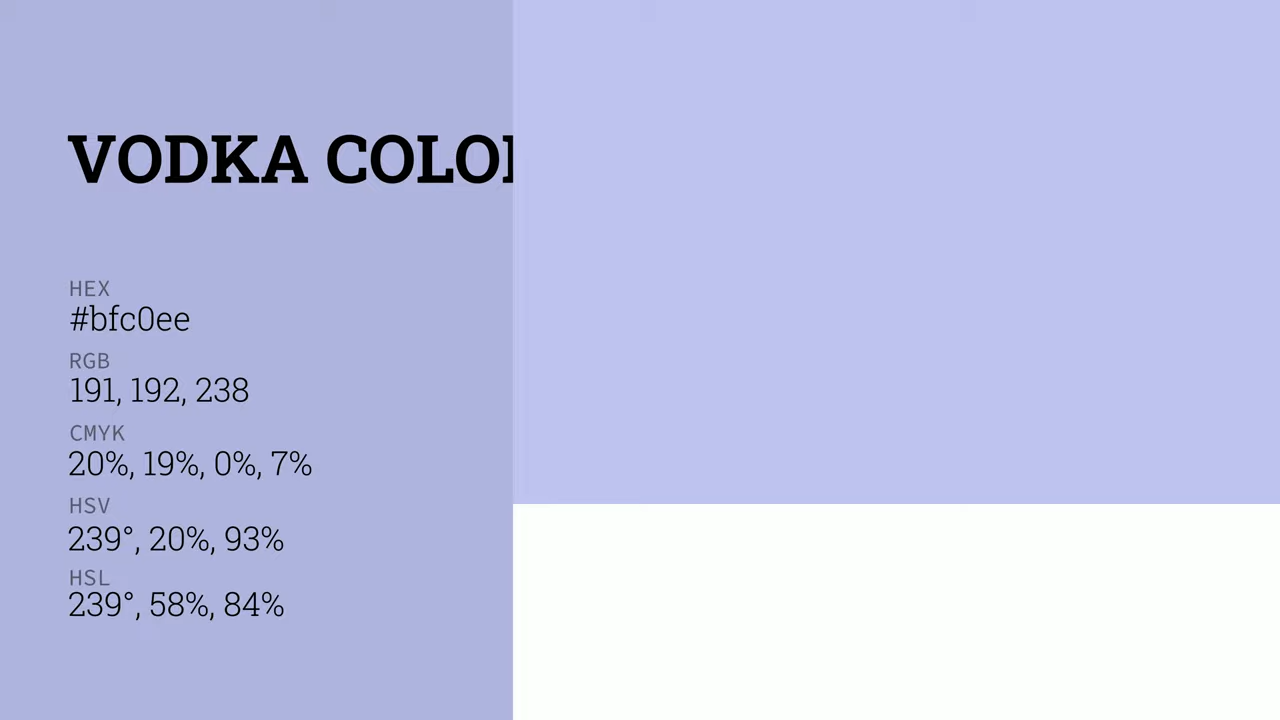 VODKA COLO
HEX
#bfc0ee
RGB
191, 192, 238
CMYK
20%, 19%, 0%, 7%
HSV
239°, 20%, 93%
HSL
239°, 58%, 84%